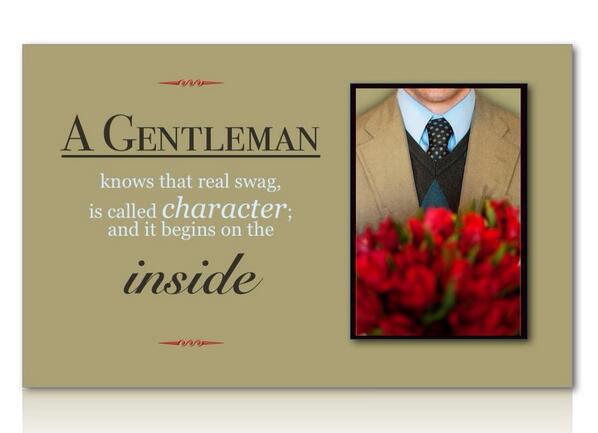 A GENTLEMAN
knows that real swag,
is called character;
and it begins on the
inside